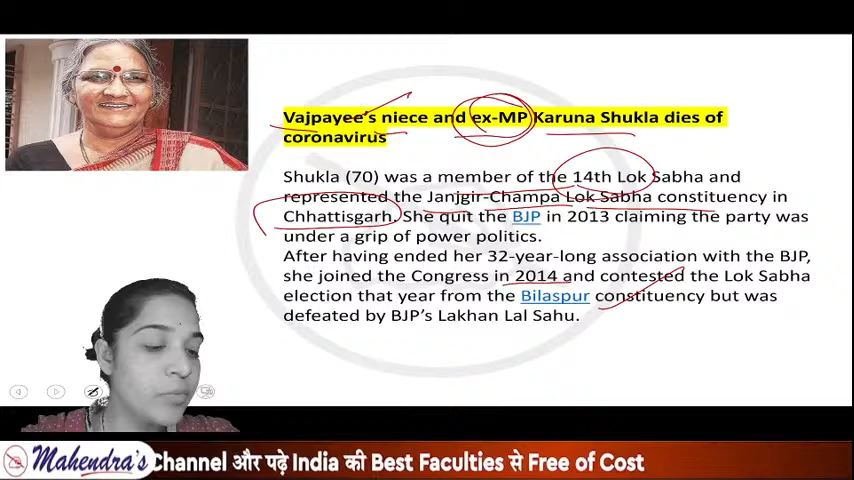 Vajpayee's niece and ex-MP Karuna Shukla dies of
coronavirus
Shukla (70) was a member of the 14th Lok Sabha and
represented the Janjgir-Champa Lok Sabha constituency in
Chhattisgarh. She quit the BJP in 2013 claiming the party was
under a grip of power politics.
After having ended her 32-year-long association with the BJP,
she joined the Congress in 2014 and contested the Lok Sabha
election that year from the Bilaspur constituency but was
defeated by BJP's Lakhan Lal Sahu.
Mahendra's Channel और पढ़े India की Best Faculties से Free of Cost